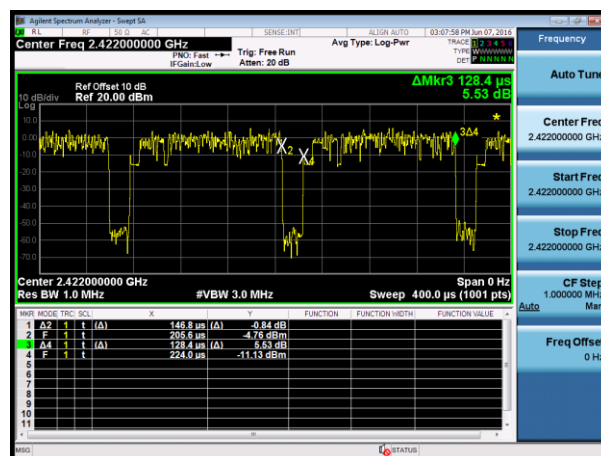 Agilent Spectrum Analyzer - Swept SA
RL RF 50 Ω AC SENSE:INT ALIGN AUTO 03:07:58 PM Jun 07, 2016
Center Freq 2.422000000 GHz
PNO: Fast
IFGain:Low
Trig: Free Run
Atten: 20 dB
Avg Type: Log-Pwr
TRACE 1 2 3 4 5 6
TYPE
DET P N N N N N
Frequency
Auto Tune
Ref Offset 10 dB
10 dB/div Ref 20.00 dBm
Log
ΔMkr3 128.4 µs
5.53 dB
10.0
0.00
-10.0
-20.0
-30.0
-40.0
-50.0
-60.0
-70.0
2
4
3Δ4
*
Center Freq
2.422000000 GHz
Start Freq
2.422000000 GHz
Stop Freq
2.422000000 GHz
Center 2.422000000 GHz Span 0 Hz
Res BW 1.0 MHz #VBW 3.0 MHz Sweep 400.0 µs (1001 pts)
CF Step
1.000000 MHz
Auto Man
Freq Offset
0 Hz
MKR MODE TRC SCL X Y FUNCTION FUNCTION WIDTH FUNCTION VALUE
1 Δ2 1 t (Δ) 146.8 µs (Δ) -0.84 dB
2 F 1 t 205.6 µs -4.76 dBm
3 Δ4 1 t (Δ) 128.4 µs (Δ) 5.53 dB
4 F 1 t 224.0 µs -11.13 dBm
5
6
7
8
9
10
11
MSG STATUS